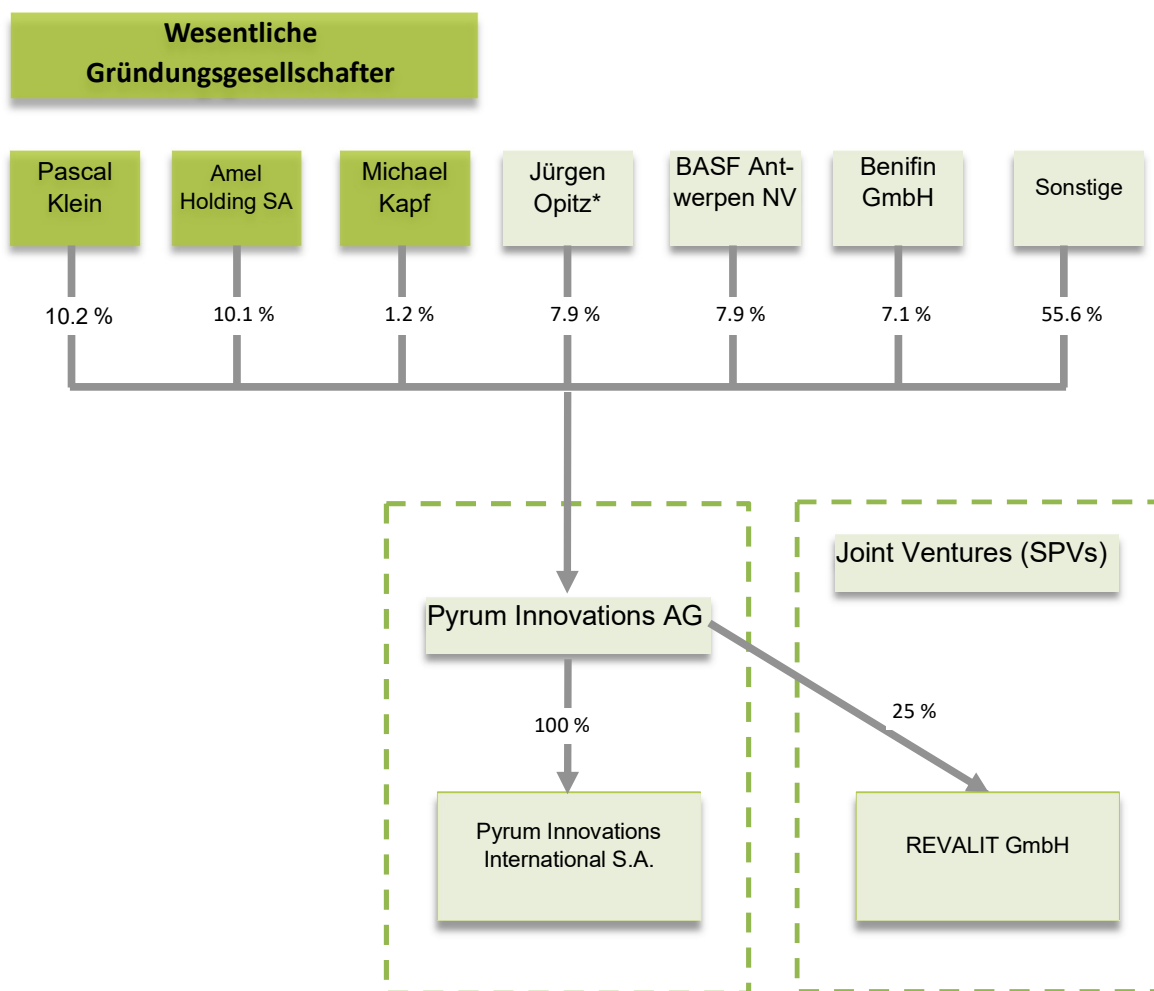 Wesentliche
Gründungsgesellschafter
Pascal
Klein
Amel
Holding SA
Michael
Kapf
Jürgen
Opitz*
BASF Ant-
werpen NV
Benifin
GmbH
Sonstige
10.2 %
10.1 %
1.2 %
7.9 %
7.9 %
7.1 %
55.6 %
Joint Ventures (SPVs)
Pyrum Innovations AG
100 %
25 %
Pyrum Innovations
International S.A.
REVALIT GmbH